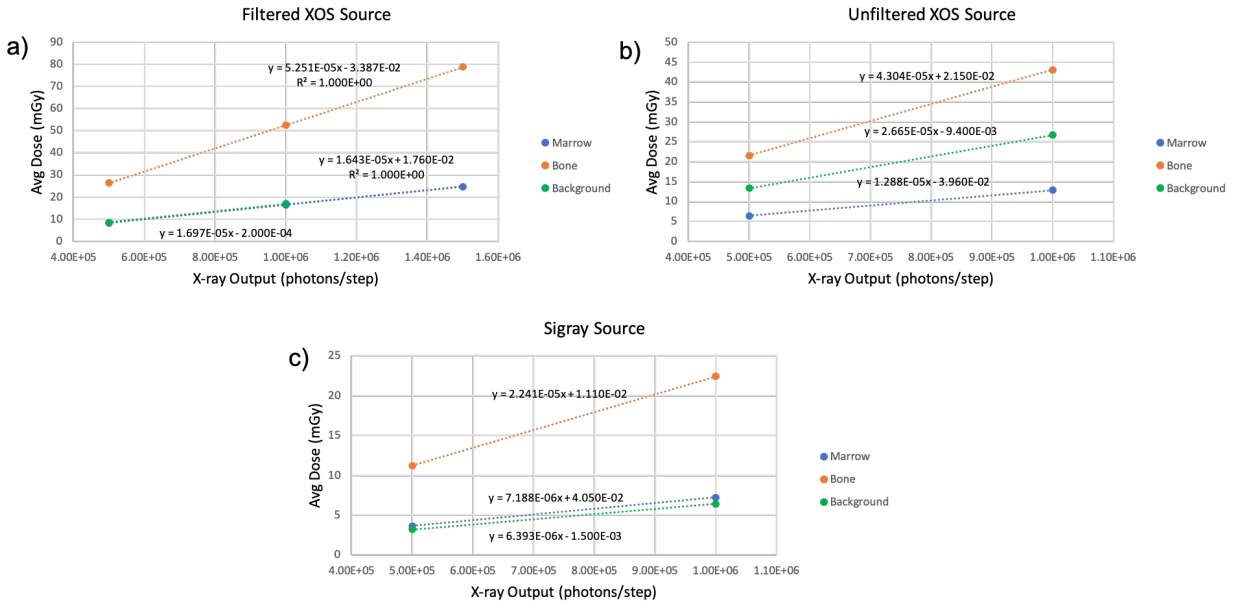 Filtered XOS Source
a)
90
80
70
60
50
40
30
20
10
0
Avg Dose (mGy)
y = 5.251E-05x - 3.387E-02
R² = 1.000E+00
y = 1.643E-05x + 1.760E-02
R² = 1.000E+00
y = 1.697E-05x - 2.000E-04
4.00E+05 6.00E+05 8.00E+05 1.00E+06 1.20E+06 1.40E+06 1.60E+06
X-ray Output (photons/step)
Marrow
Bone
Background
Unfiltered XOS Source
b)
50
45
40
35
30
25
20
15
10
5
0
Avg Dose (mGy)
y = 4.304E-05x + 2.150E-02
y = 2.665E-05x - 9.400E-03
y = 1.288E-05x - 3.960E-02
4.00E+05 5.00E+05 6.00E+05 7.00E+05 8.00E+05 9.00E+05 1.00E+06 1.10E+06
X-ray Output (photons/step)
Marrow
Bone
Background
Sigray Source
c)
25
20
15
10
5
0
Avg Dose (mGy)
y = 2.241E-05x + 1.110E-02
y = 7.188E-06x + 4.050E-02
y = 6.393E-06x - 1.500E-03
4.00E+05 5.00E+05 6.00E+05 7.00E+05 8.00E+05 9.00E+05 1.00E+06 1.10E+06
X-ray Output (photons/step)
Marrow
Bone
Background